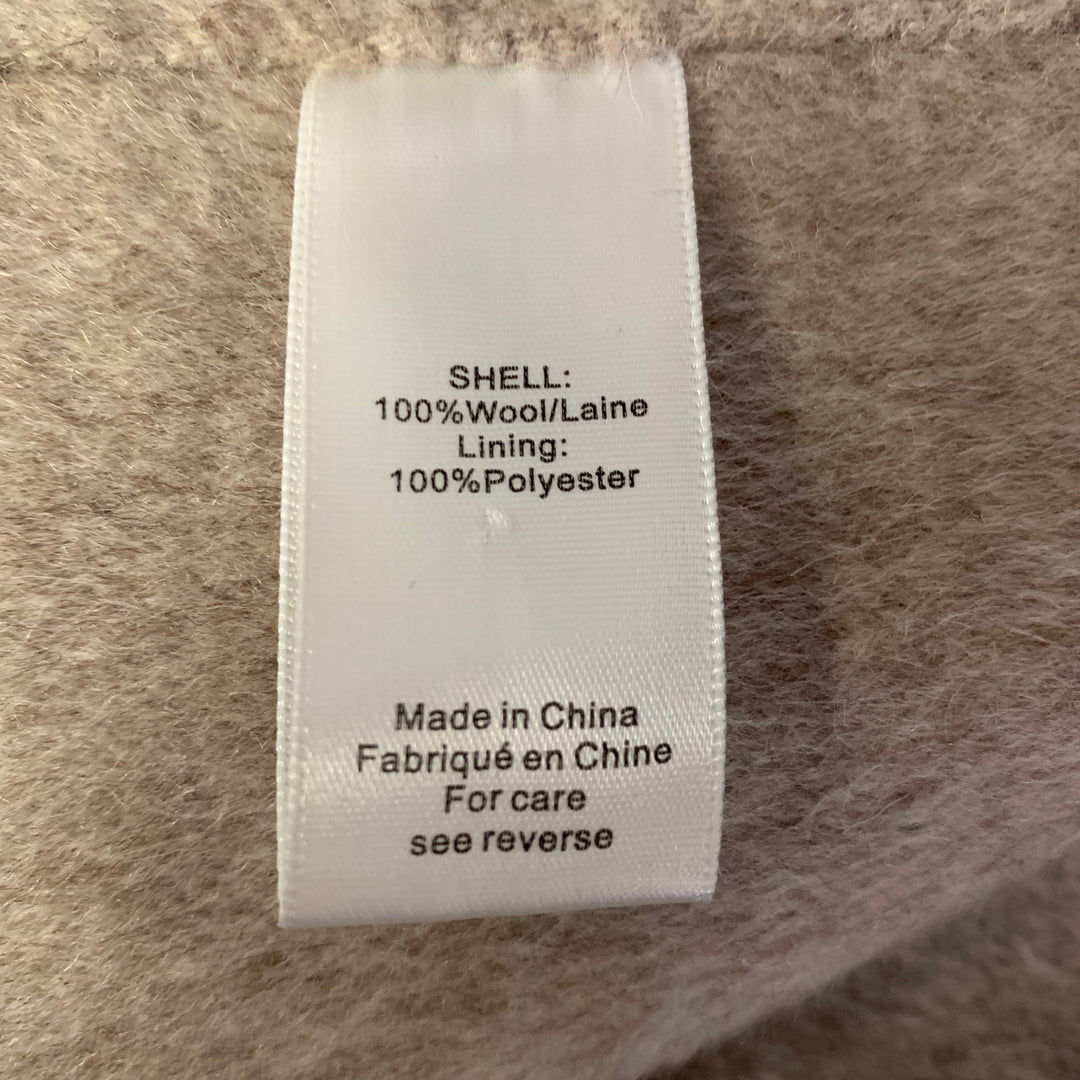 SHELL:
100%Wool/Laine
Lining:
100%Polyester
Made in China
Fabriqué en Chine
For care
see reverse